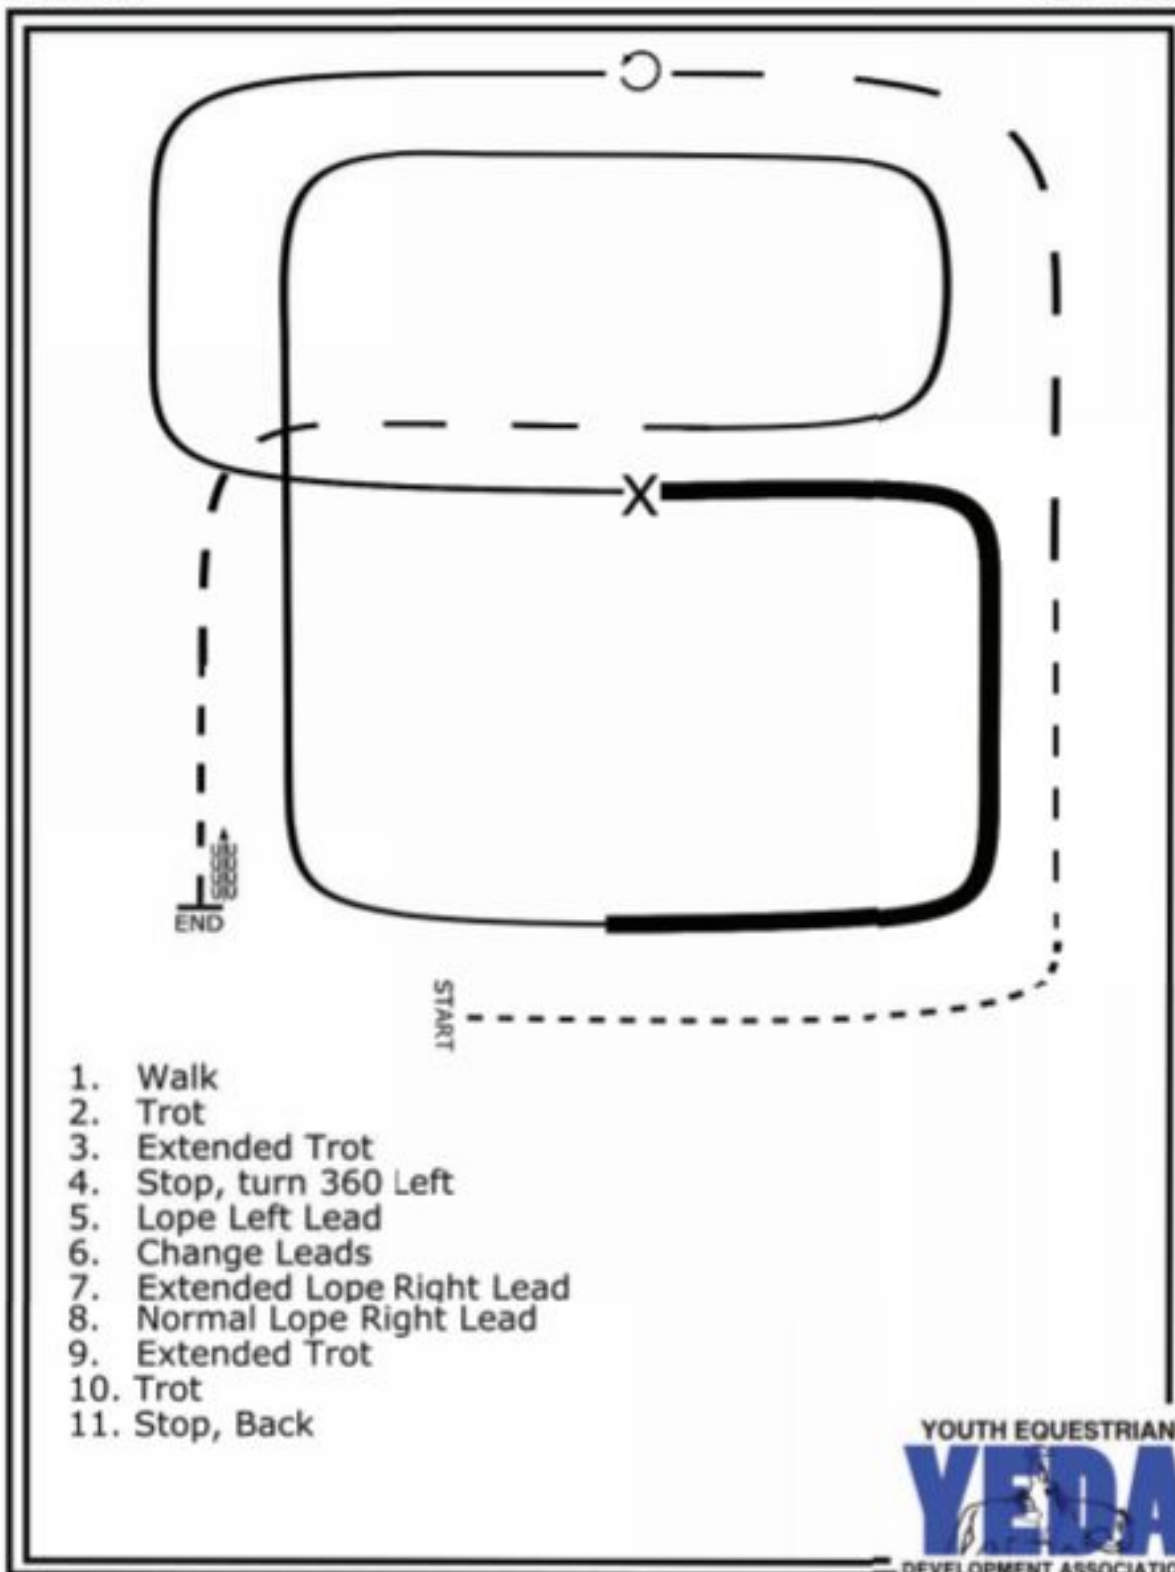 X
END
START
1. Walk
2. Trot
3. Extended Trot
4. Stop, turn 360 Left
5. Lope Left Lead
6. Change Leads
7. Extended Lope Right Lead
8. Normal Lope Right Lead
9. Extended Trot
10. Trot
11. Stop, Back
YOUTH EQUESTRIAN
YEDA
DEVELOPMENT ASSOCIATIO